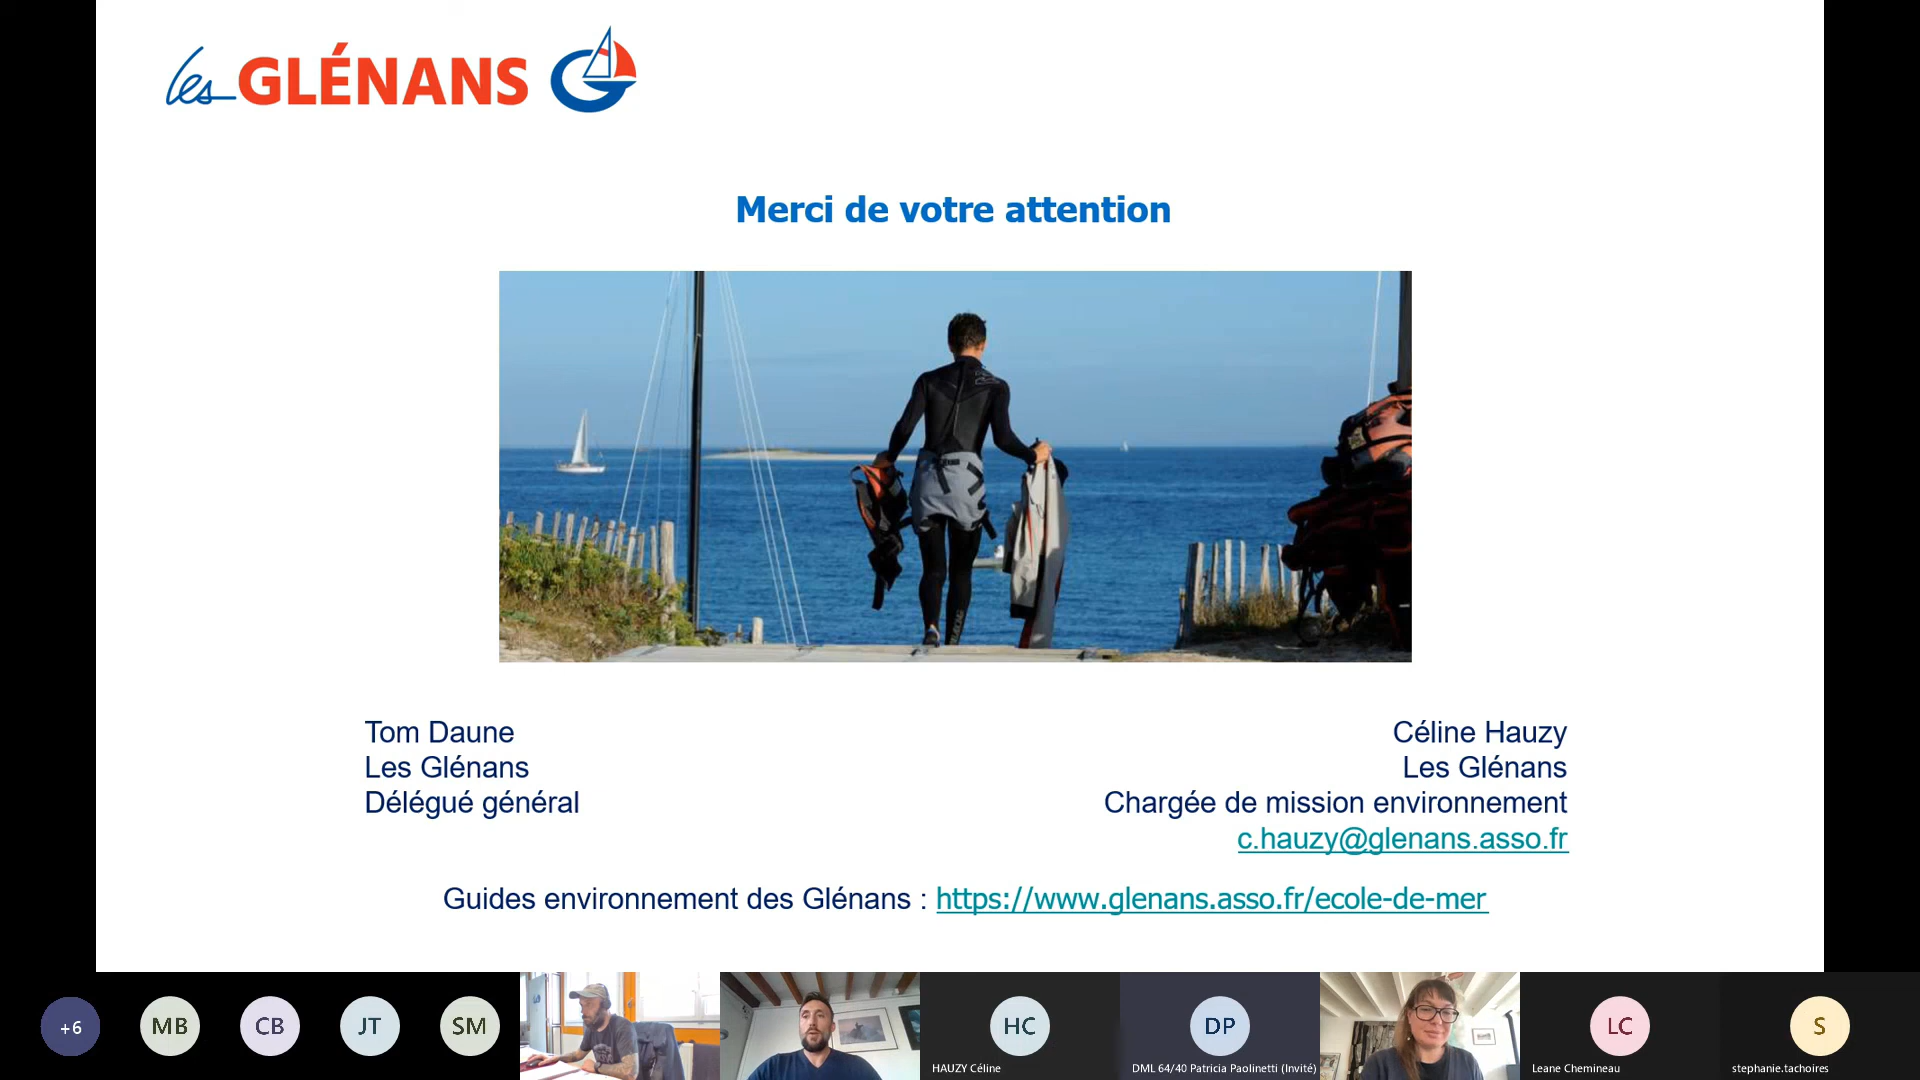 les GLÉNANS
Merci de votre attention
Tom Daune
Les Glénans
Délégué général
Céline Hauzy
Les Glénans
Chargée de mission environnement
c.hauzy@glenans.asso.fr
Guides environnement des Glénans : https://www.glenans.asso.fr/ecole-de-mer
+6
MB
CB
JT
SM
HC
HAUZY Céline
DP
DML 64/40 Patricia Paolinetti (Invité)
LC
Leane Chemineau
S
stephanie.tachoires